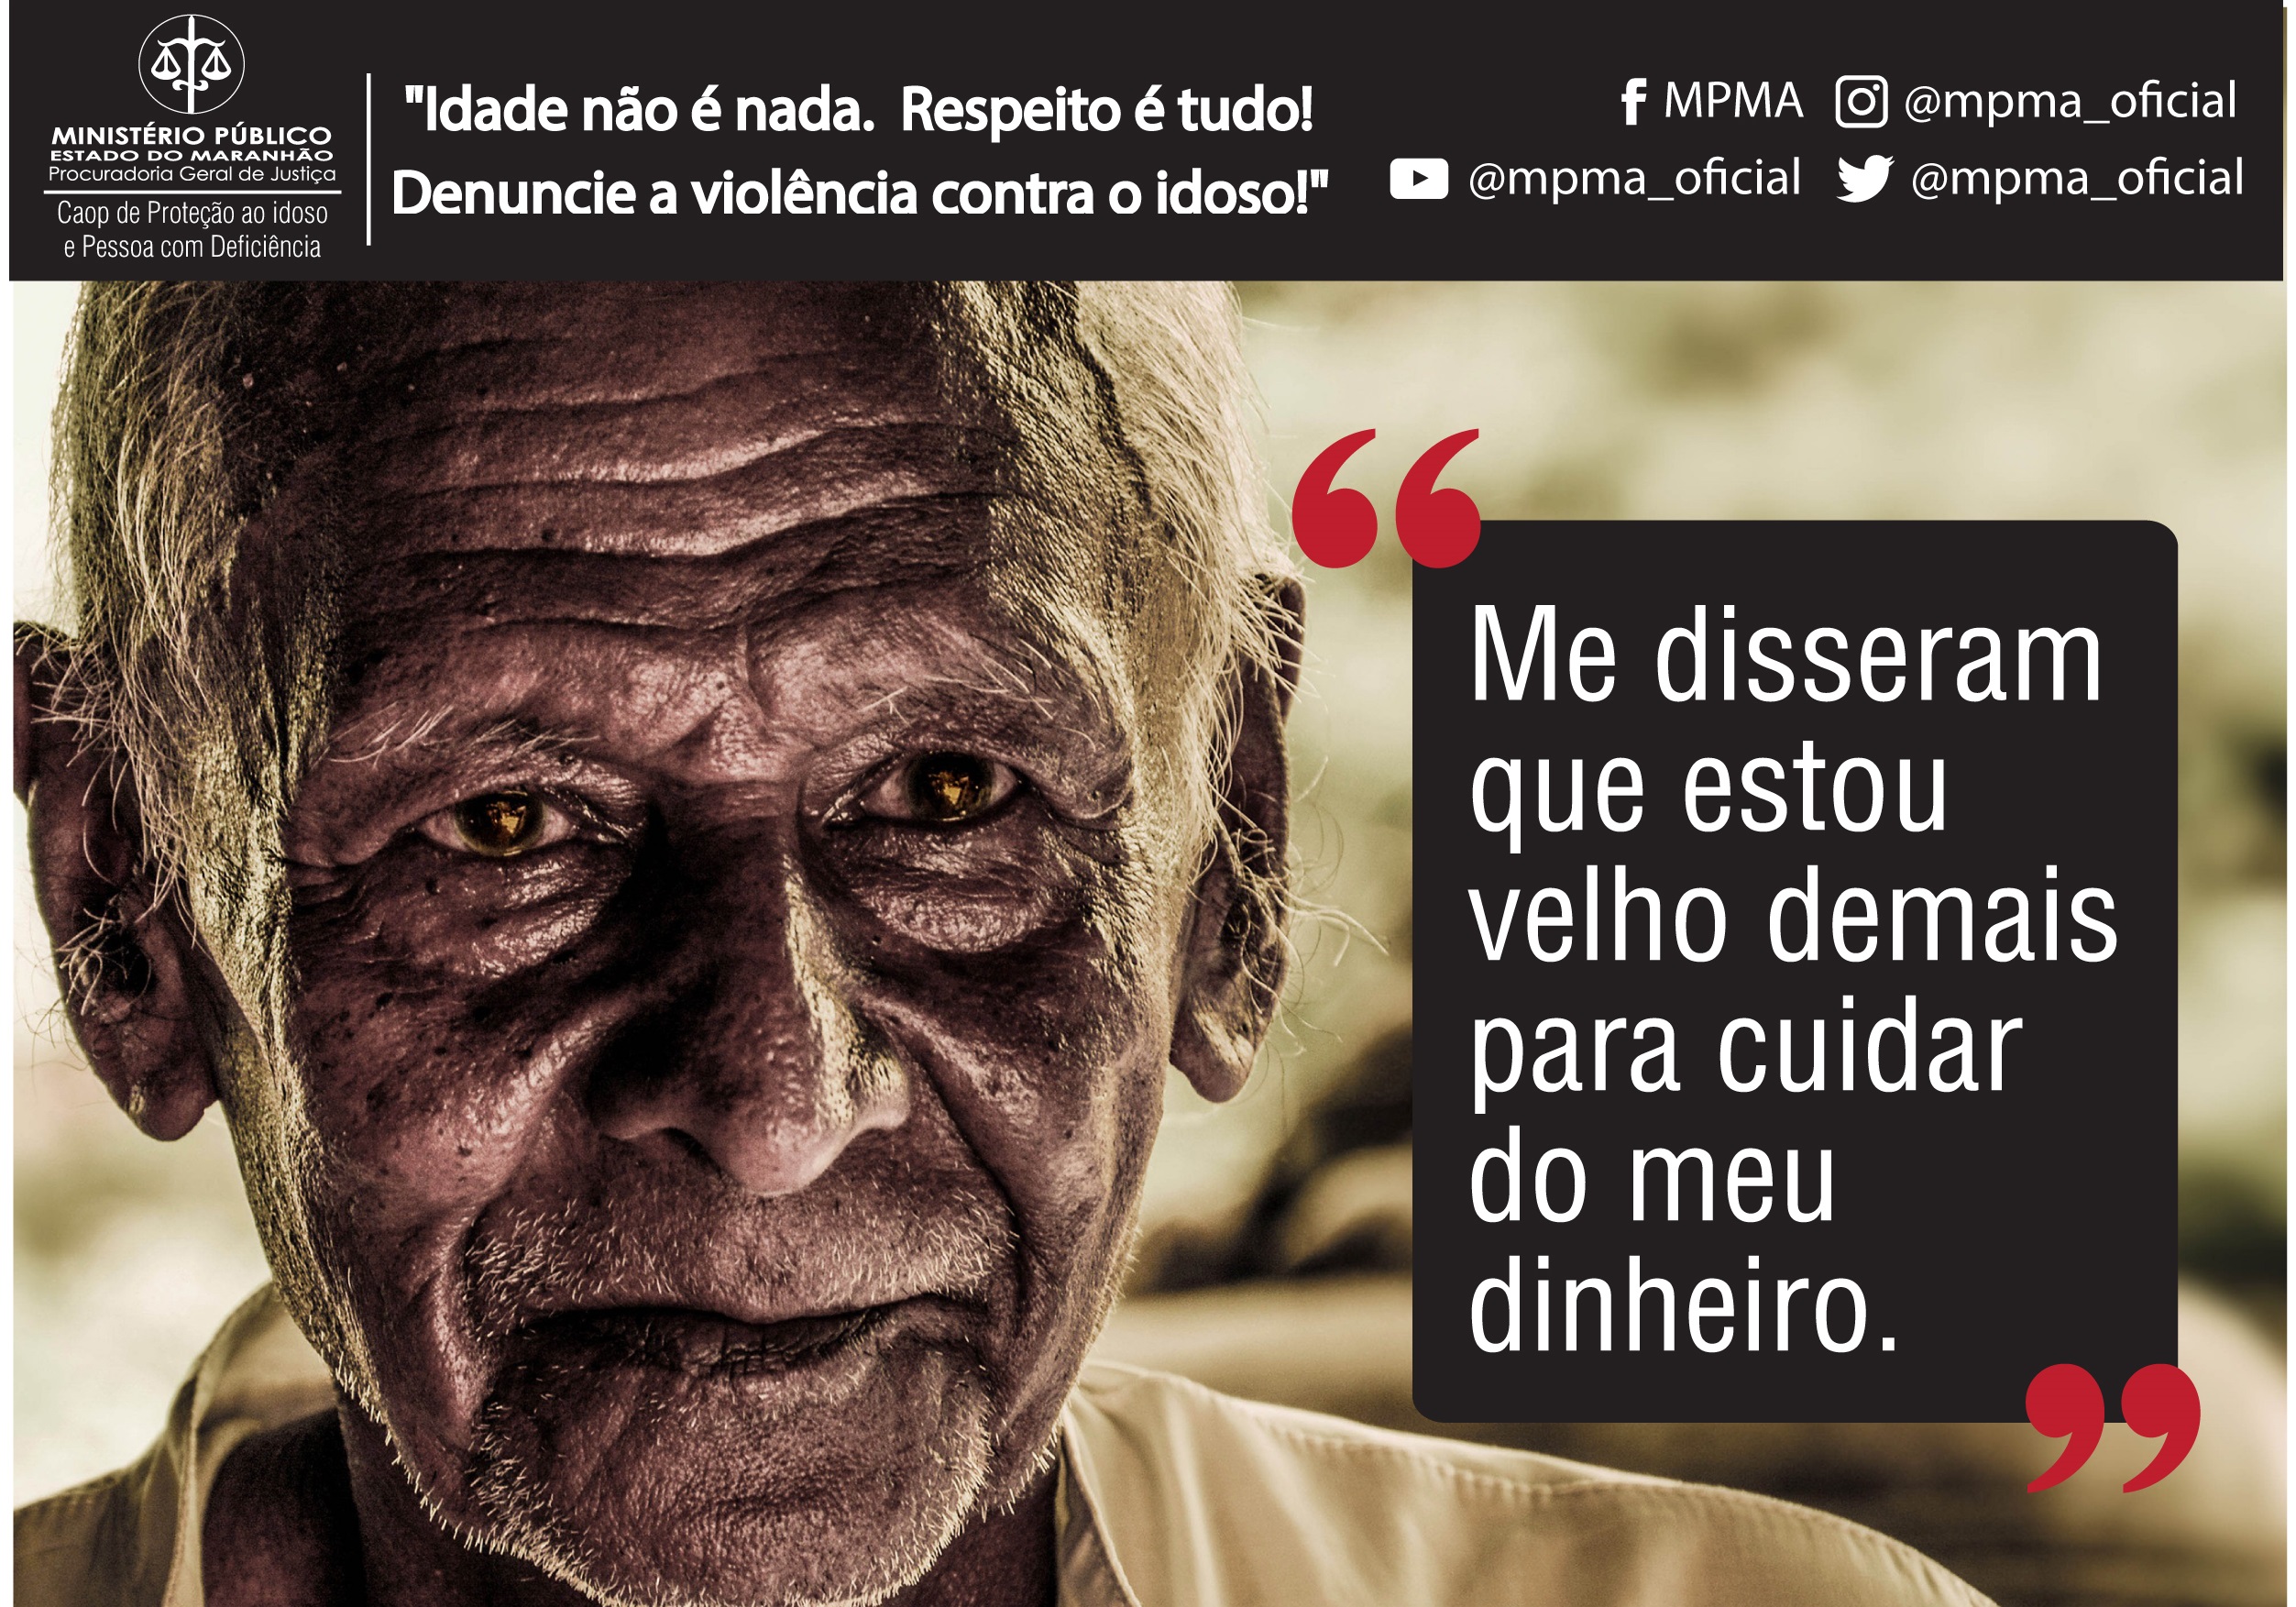 MINISTÉRIO PÚBLICO
ESTADO DO MARANHÃO
Procuradoria Geral de Justiça
Caop de Proteção ao idoso
e Pessoa com Deficiência
"Idade não é nada. Respeito é tudo!
Denuncie a violência contra o idoso!"
MPMA @mpma_oficial
@mpma_oficial @mpma_oficial
“
Me disseram
que estou
velho demais
para cuidar
do meu
dinheiro.
”